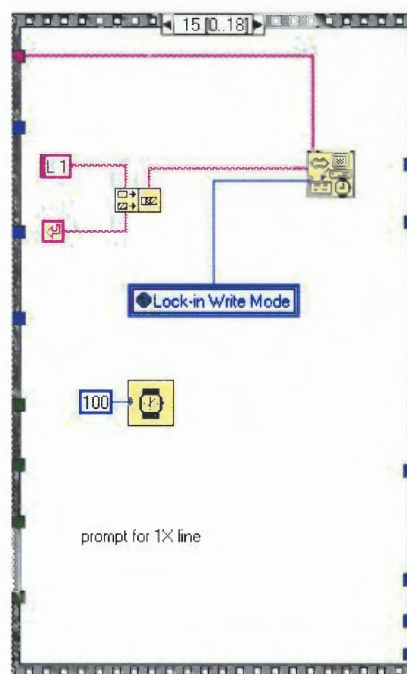 15 [0..18]
L 1
Lock-in Write Mode
100
prompt for 1X line